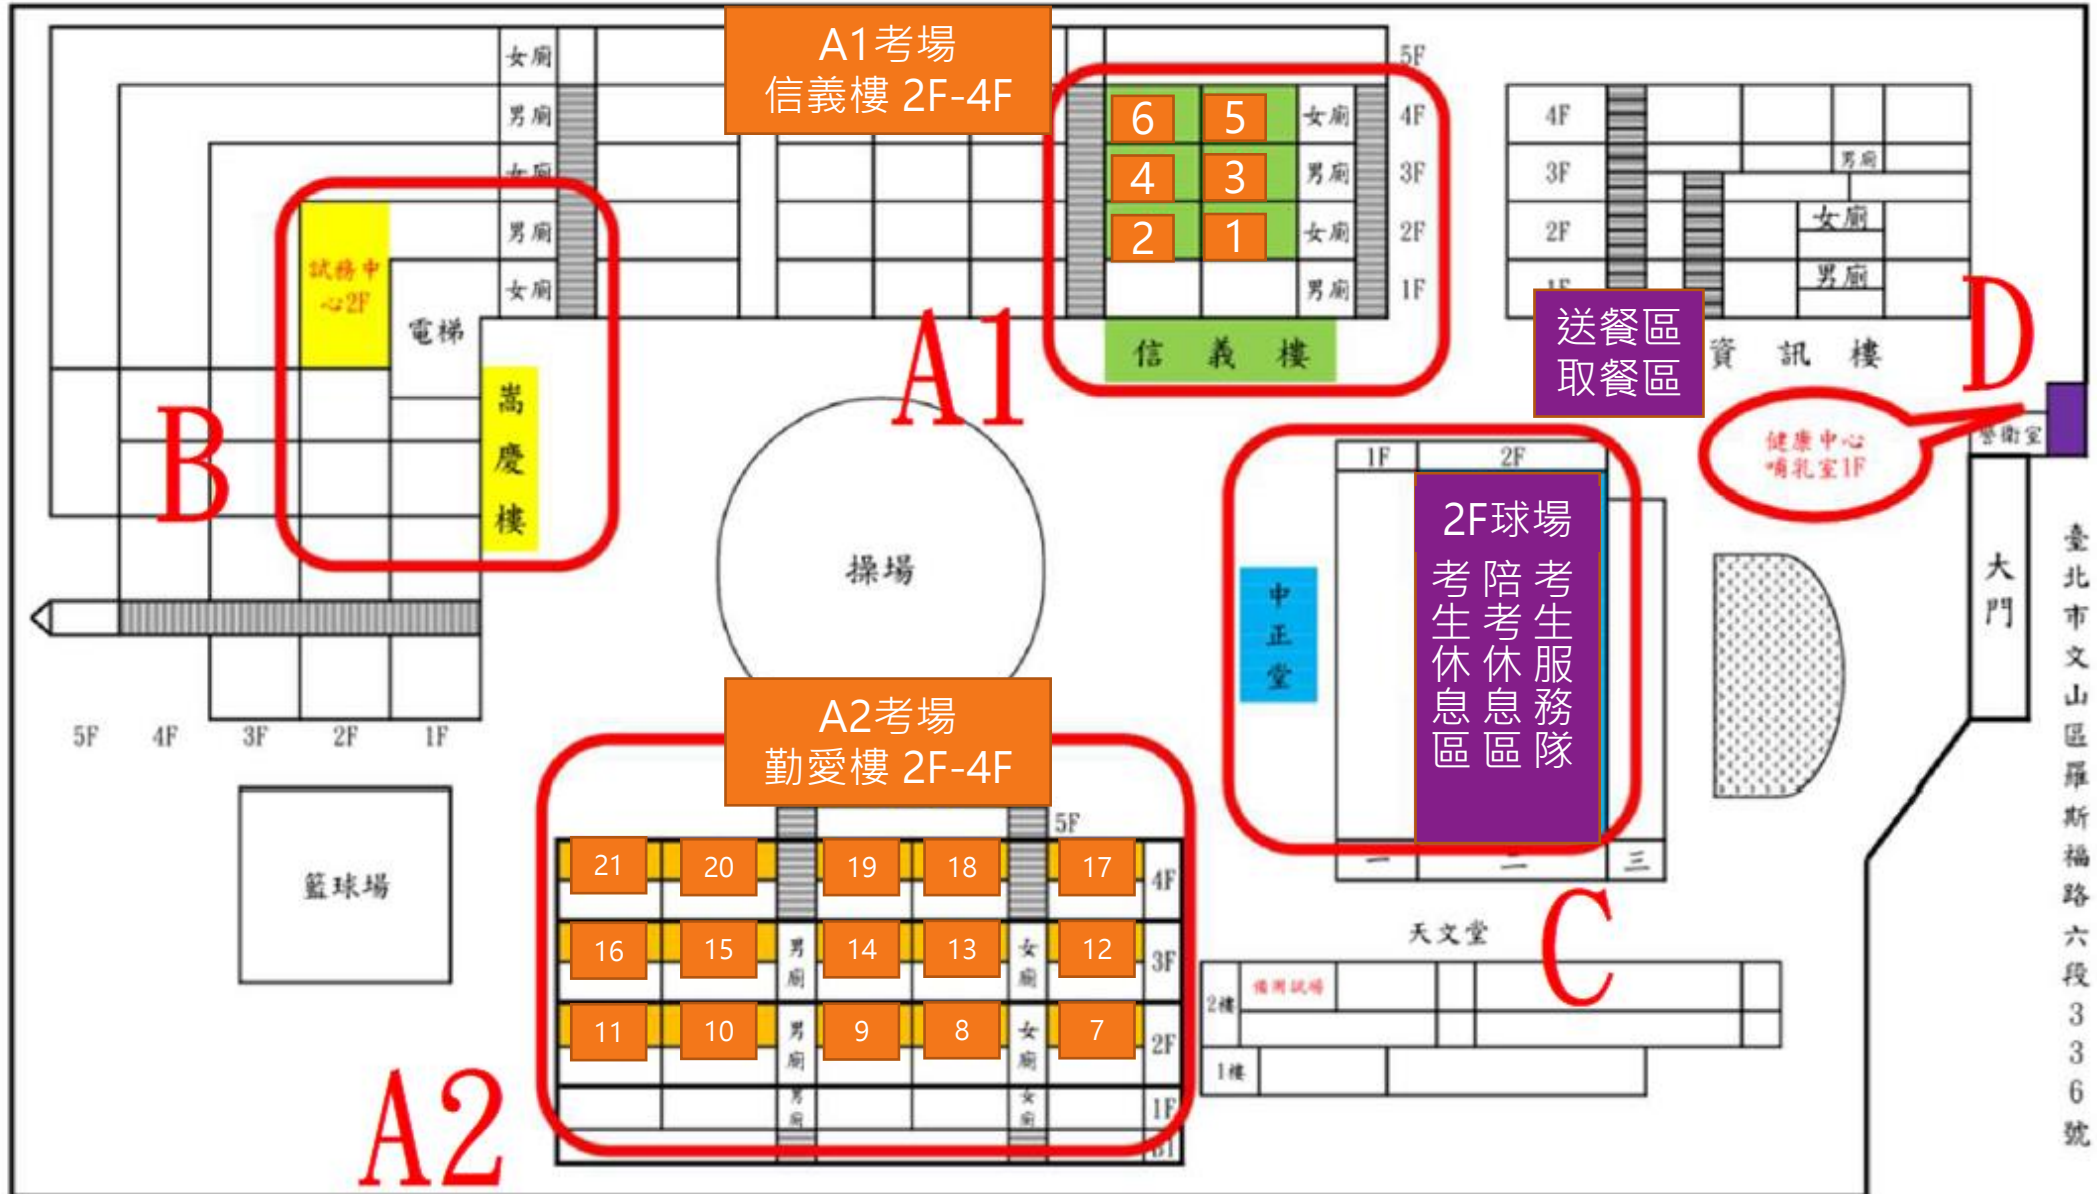 A1考場
信義樓 2F-4F
女廁
男廁
女廁
男廁
女廁
5F
4F
3F
2F
1F
6
5
4
3
2
1
女廁
男廁
女廁
男廁
信義樓
A1
4F
3F
2F
1F
男廁
女廁
男廁
資訊樓
送餐區
取餐區
D
健康中心
哺乳室1F
警衛室
大門
臺北市文山區羅斯福路六段336號
試務中
心2F
電梯
嵩慶樓
B
5F
4F
3F
2F
1F
操場
籃球場
1F
2F
2F球場
考生休息區
陪考休息區
考生服務隊
中正堂
一
二
三
C
A2考場
勤愛樓 2F-4F
5F
21
20
19
18
17
4F
16
15
男廁
14
13
女廁
12
3F
11
10
男廁
9
8
女廁
7
2F
男廁
女廁
1F
B1
A2
天文堂
2樓
備用試場
1樓